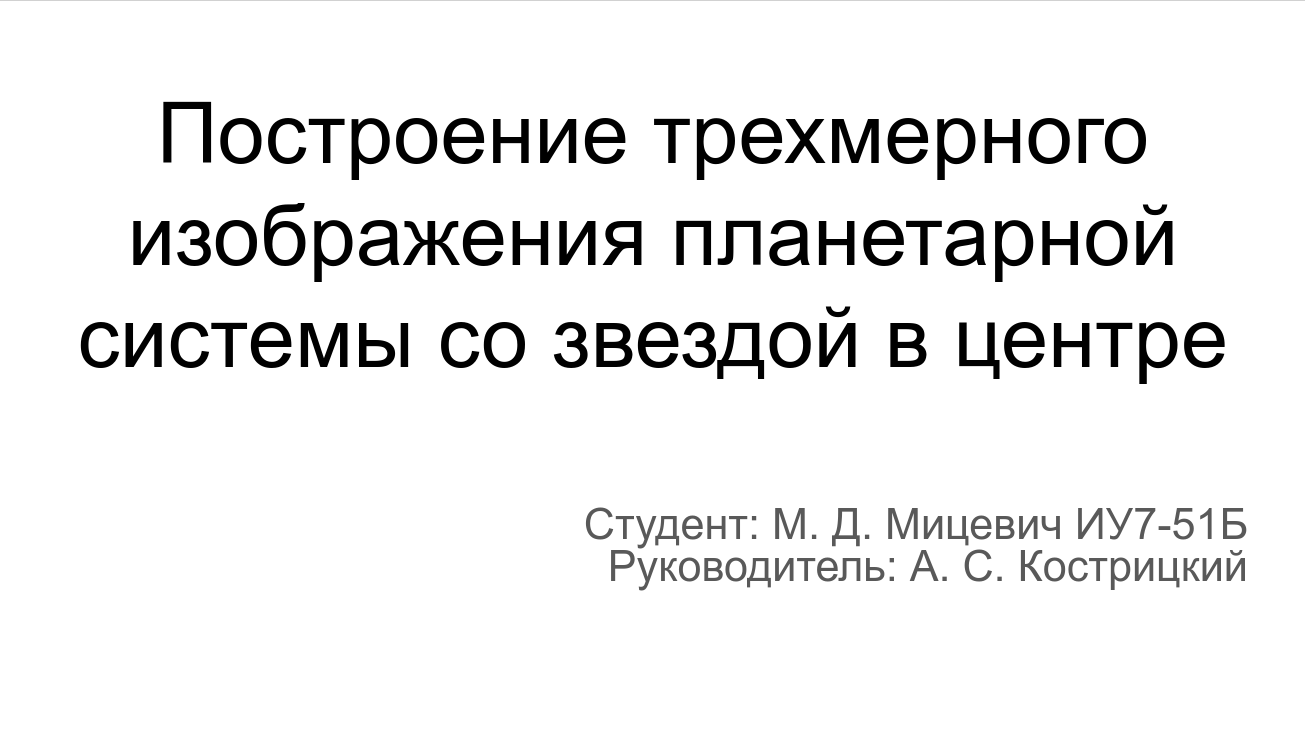 Построение трехмерного
изображения планетарной
системы со звездой в центре
Студент: М. Д. Мицевич ИУ7-51Б
Руководитель: А. С. Кострицкий